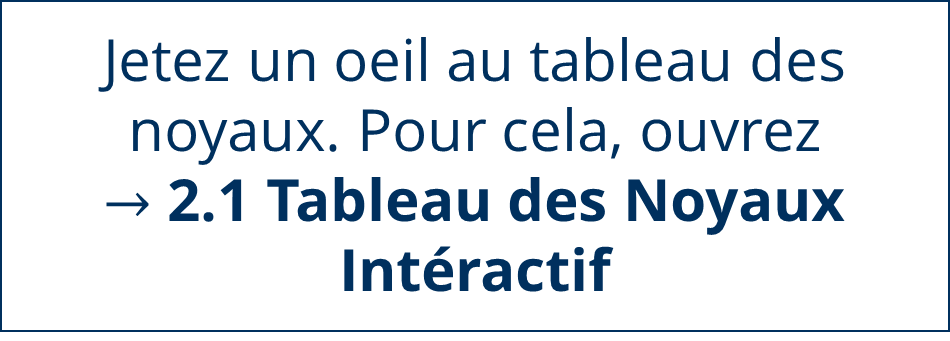 Jetez un oeil au tableau des
noyaux. Pour cela, ouvrez
→ 2.1 Tableau des Noyaux
Intéractif